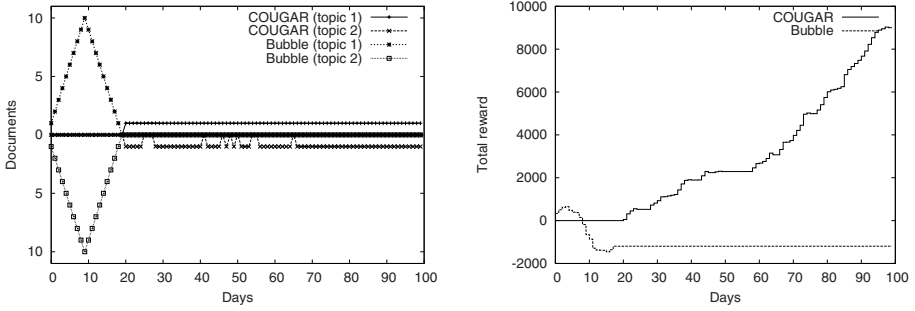 COUGAR (topic 1)
COUGAR (topic 2)
Bubble (topic 1)
Bubble (topic 2)
10
5
0
5
10
Documents
0 10 20 30 40 50 60 70 80 90 100
Days
COUGAR
Bubble
10000
8000
6000
4000
2000
0
-2000
Total reward
0 10 20 30 40 50 60 70 80 90 100
Days